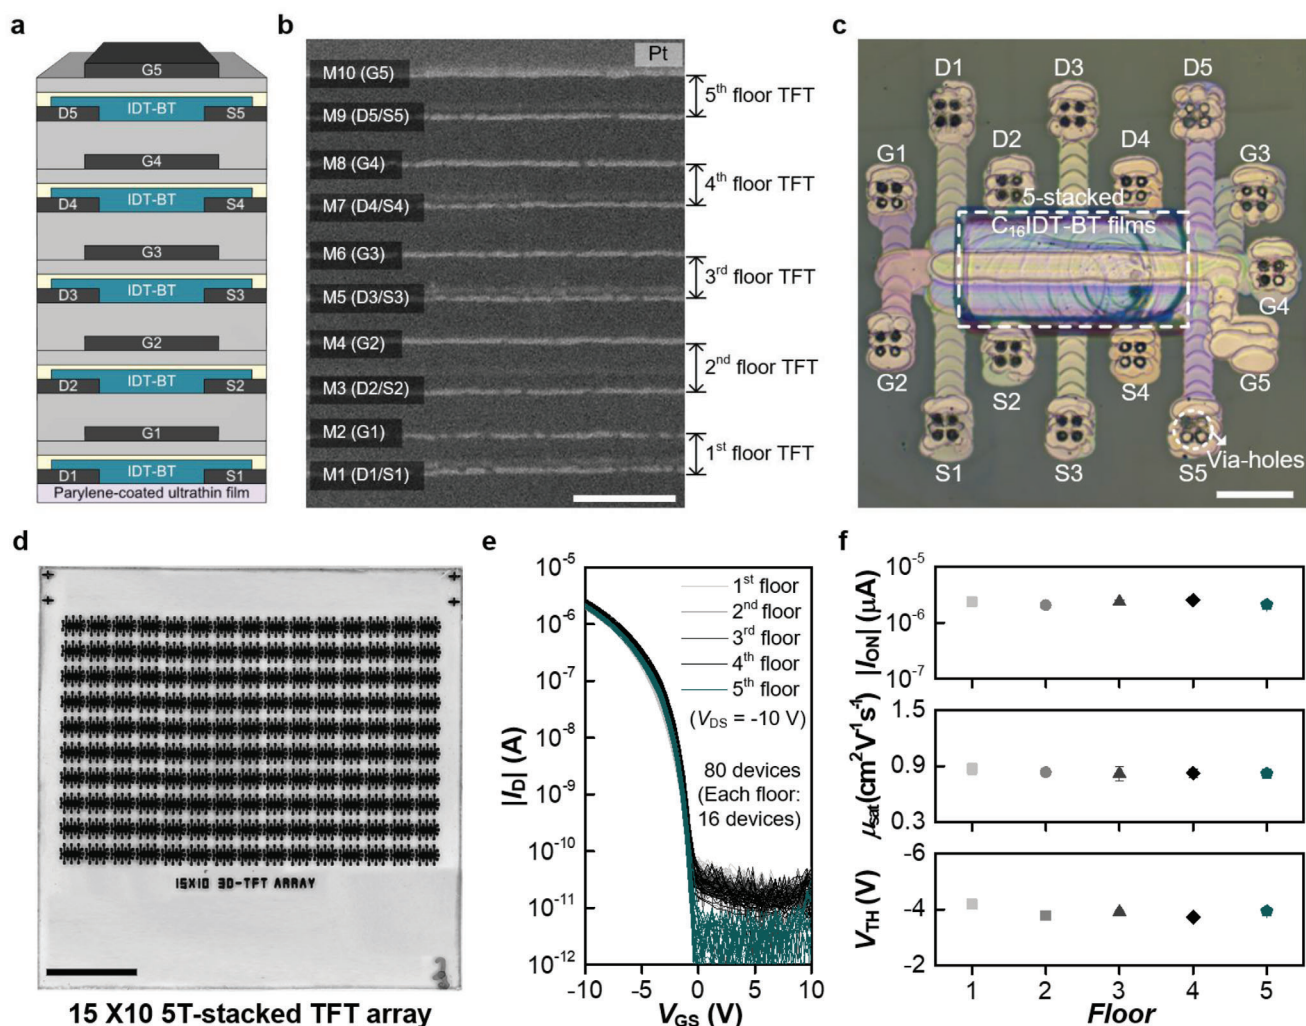 a
G5
D5 IDT-BT S5
G4
D4 IDT-BT S4
G3
D3 IDT-BT S3
G2
D2 IDT-BT S2
G1
D1 IDT-BT S1
Parylene-coated ultrathin film
b
Pt
M10 (G5)
M9 (D5/S5)
5th floor TFT
M8 (G4)
M7 (D4/S4)
4th floor TFT
M6 (G3)
M5 (D3/S3)
3rd floor TFT
M4 (G2)
M3 (D2/S2)
2nd floor TFT
M2 (G1)
M1 (D1/S1)
1st floor TFT
c
D1 D3 D5
G1 D2 D4 G3
5-stacked
C16IDT-BT films
G4
G2 S2 S4 G5
S1 S3 S5
Via-holes
d
15X10 3D-TFT ARRAY
15 X10 5T-stacked TFT array
e
|ID| (A)
10-5
10-6
10-7
10-8
10-9
10-10
10-11
10-12
1st floor
2nd floor
3rd floor
4th floor
5th floor
(VDS = -10 V)
80 devices
(Each floor:
16 devices)
-10 -5 0 5 10
VGS (V)
f
|ION| (μA)
10-5
10-6
10-7
μsat (cm2V-1s-1)
1.5
0.9
0.3
VTH (V)
-6
-4
-2
1 2 3 4 5
Floor